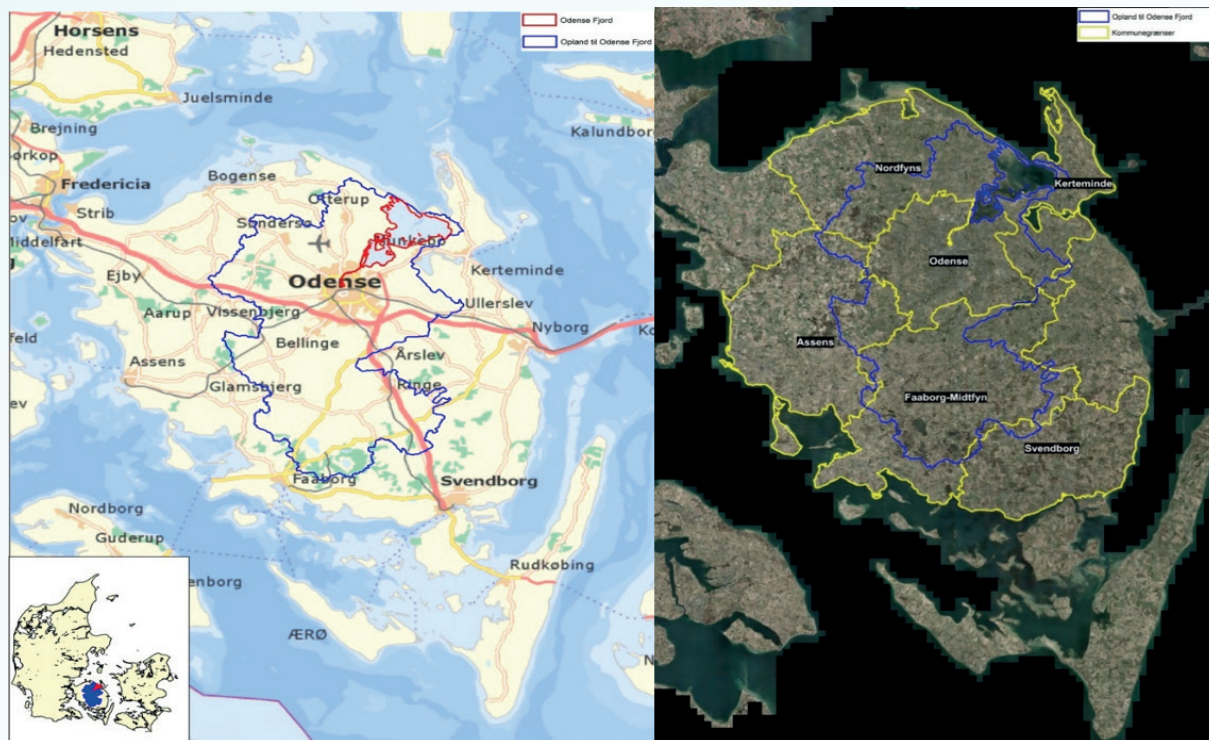 Odense Fjord
Opland til Odense Fjord
Horsens
Hedensted
Juelsminde
Kalundborg
Brejning
Fredericia
Bogense
Strib
Otterup
Søndersø
Middelfart
Munkebo
Kerteminde
Ejby
Odense
Ullerslev
Aarup
Vissenbjerg
Nyborg
Bellinge
Assens
Årslev
Glamsbjerg
Ringe
Faaborg
Svendborg
Nordborg
Guderup
Rudkøbing
enborg
ÆRØ
Opland til Odense Fjord
Kommunegrænser
Nordfyns
Kerteminde
Odense
Assens
Faaborg-Midtfyn
Svendborg